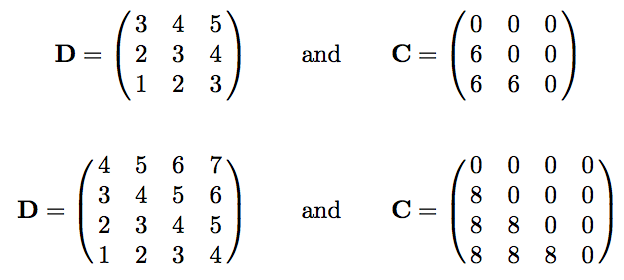 D = (3 4 5
2 3 4
1 2 3) and C = (0 0 0
6 0 0
6 6 0)
D = (4 5 6 7
3 4 5 6
2 3 4 5
1 2 3 4) and C = (0 0 0 0
8 0 0 0
8 8 0 0
8 8 8 0)